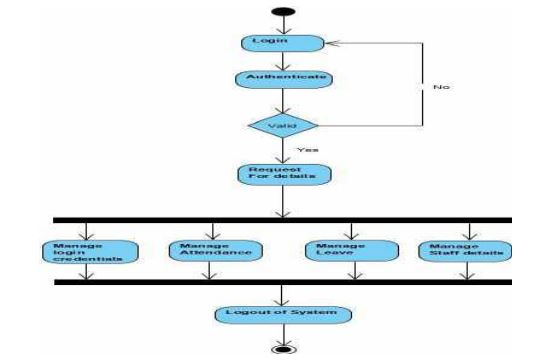 Login
Authenticate
No
Valid
Yes
Request
For details
Manage
login
credentials
Manage
Attendance
Manage
Leave
Manage
Staff details
Logout of System